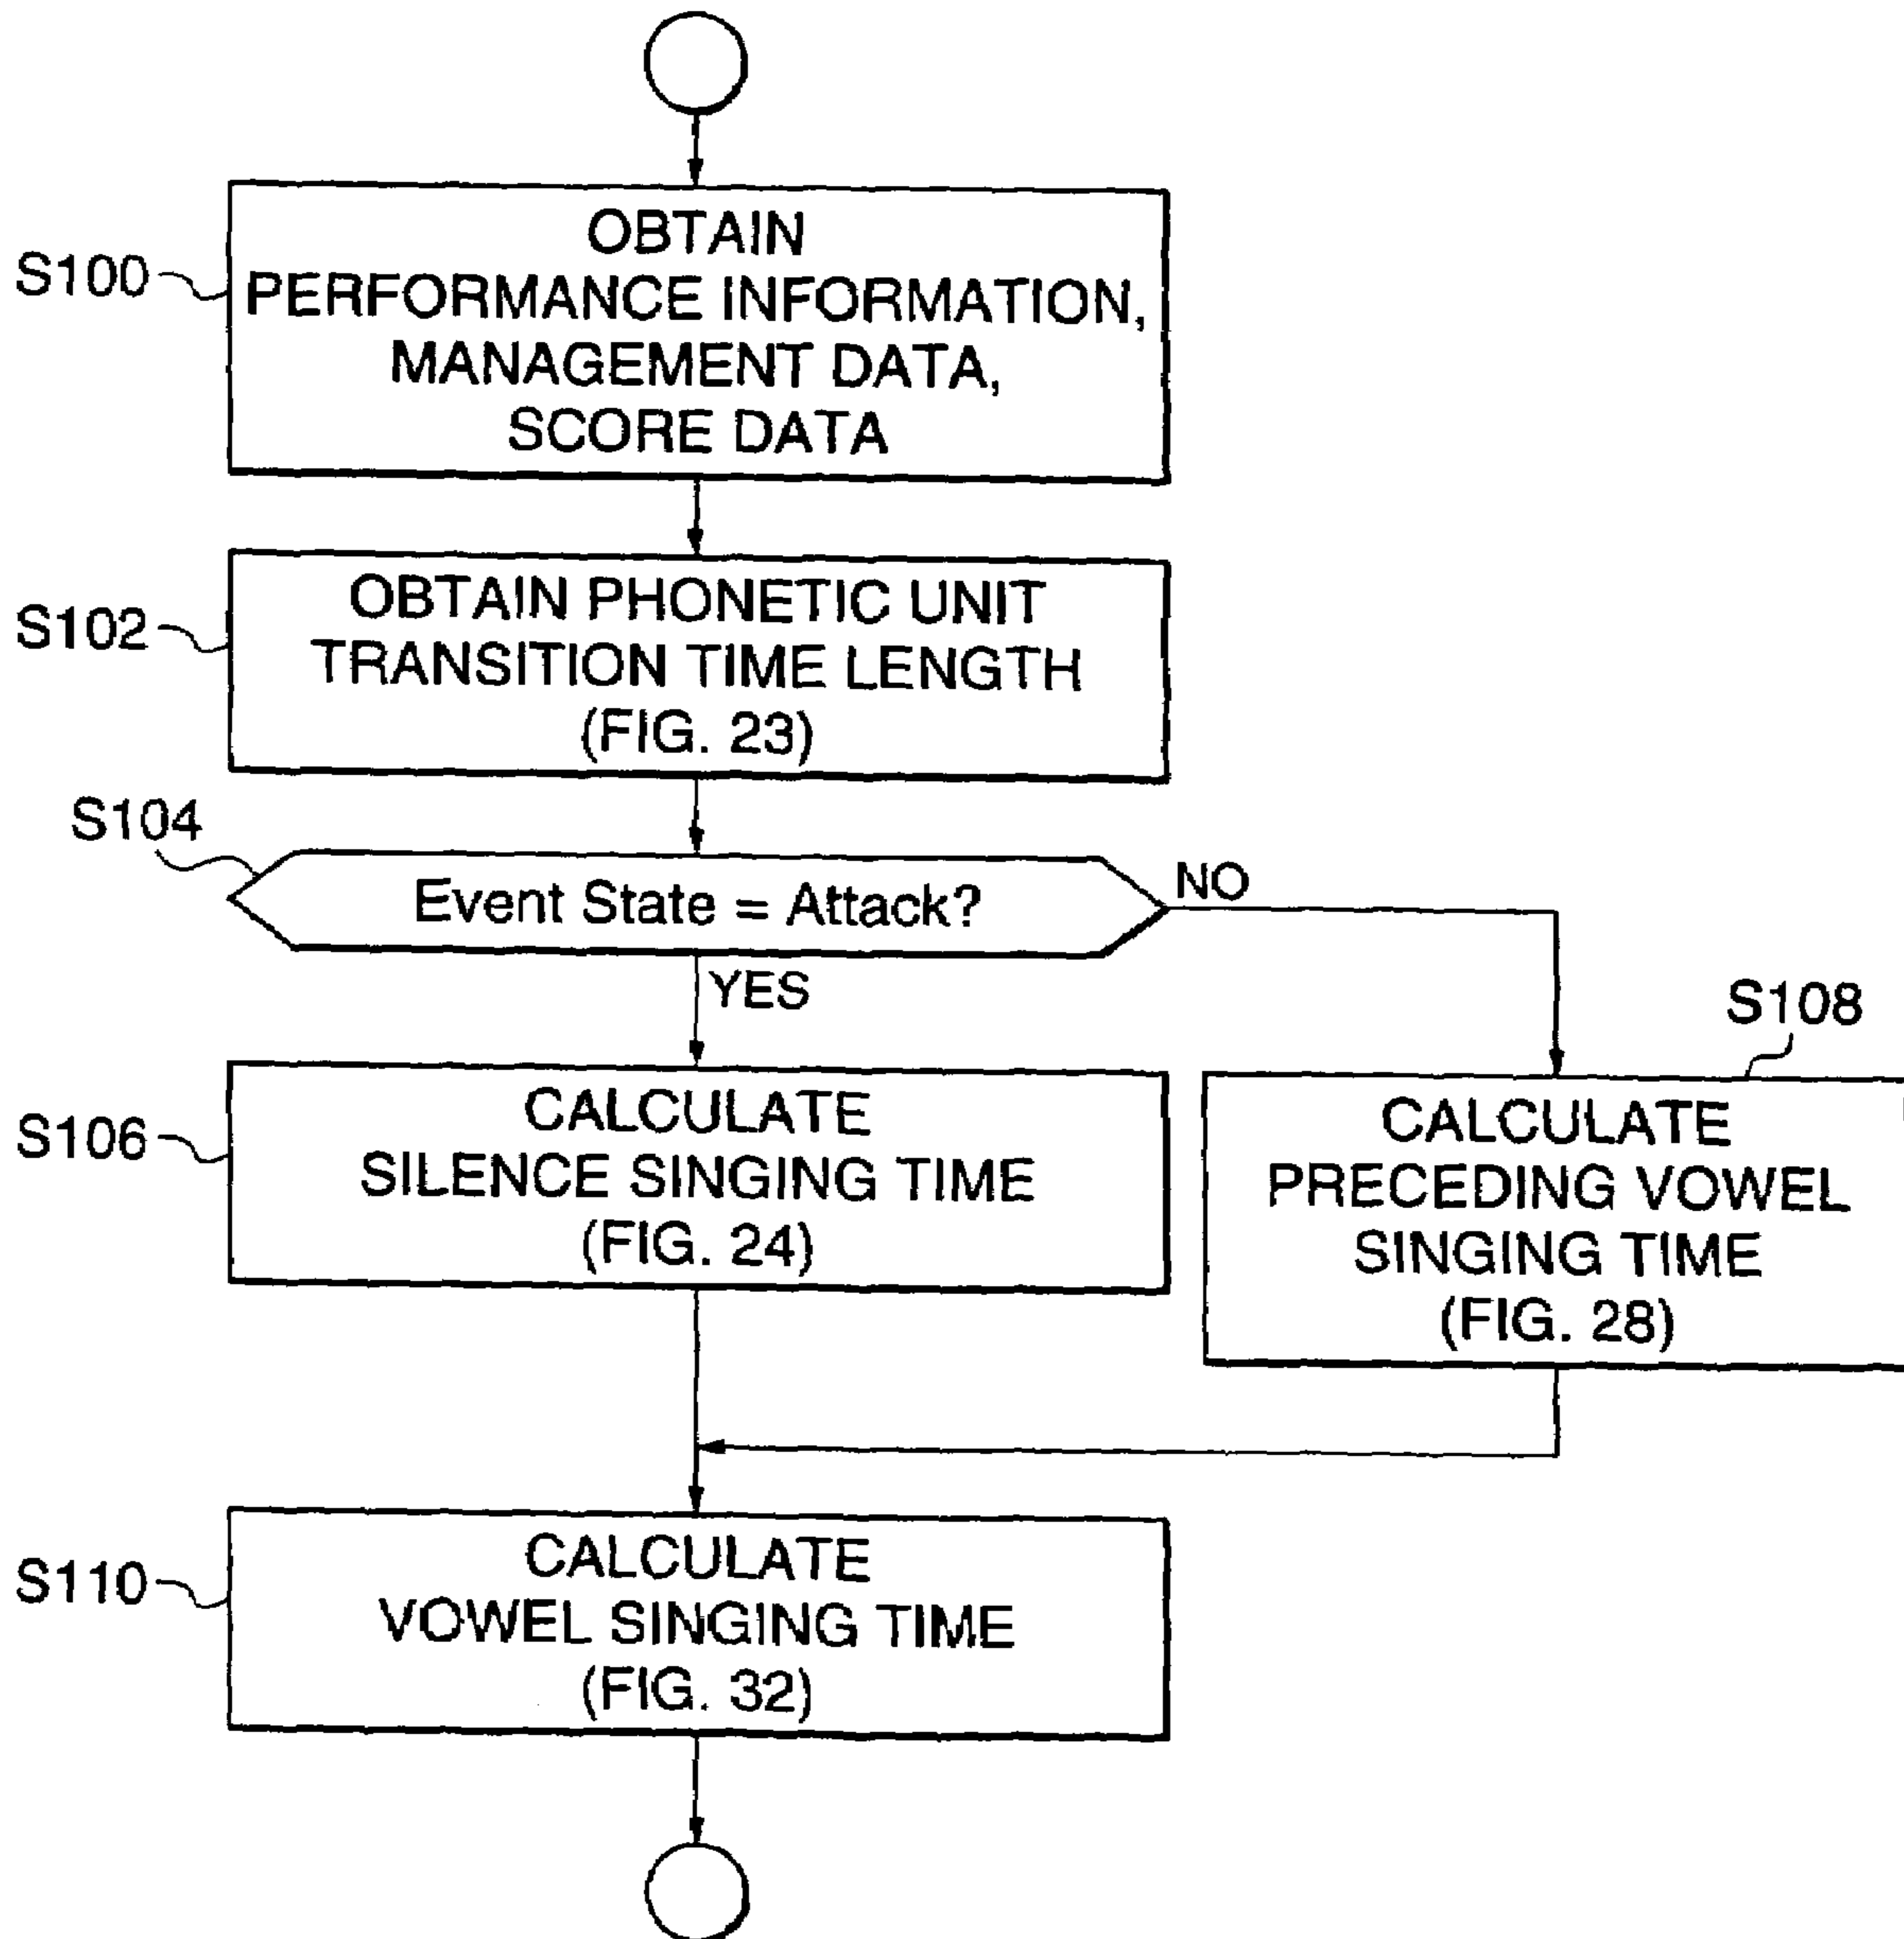 S100
OBTAIN
PERFORMANCE INFORMATION,
MANAGEMENT DATA,
SCORE DATA
S102
OBTAIN PHONETIC UNIT
TRANSITION TIME LENGTH
(FIG. 23)
S104
Event State = Attack?
NO
YES
S106
CALCULATE
SILENCE SINGING TIME
(FIG. 24)
S108
CALCULATE
PRECEDING VOWEL
SINGING TIME
(FIG. 28)
S110
CALCULATE
VOWEL SINGING TIME
(FIG. 32)